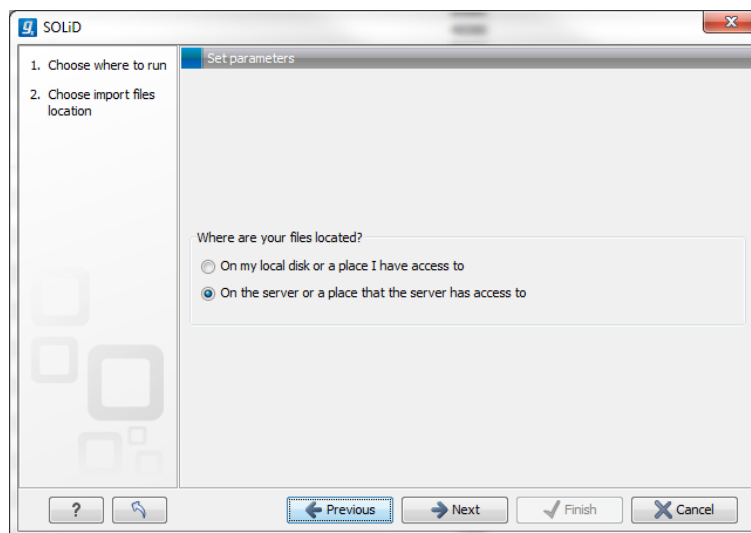 SOLiD
1. Choose where to run
2. Choose import files
location
Set parameters
Where are your files located?
On my local disk or a place I have access to
On the server or a place that the server has access to
?
Previous
Next
Finish
Cancel